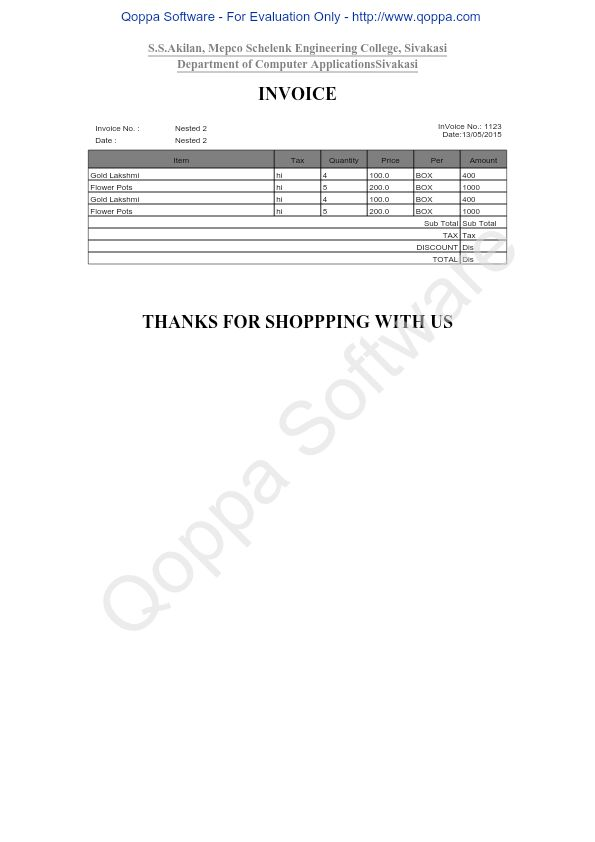 Qoppa Software - For Evaluation Only - http://www.qoppa.com
S.S.Akilan, Mepco Schelenk Engineering College, Sivakasi
Department of Computer ApplicationsSivakasi
INVOICE
Invoice No. : Nested 2 InVoice No.: 1123
Date : Nested 2 Date:13/05/2015
Item Tax Quantity Price Per Amount
Gold Lakshmi hi 4 100.0 BOX 400
Flower Pots hi 5 200.0 BOX 1000
Gold Lakshmi hi 4 100.0 BOX 400
Flower Pots hi 5 200.0 BOX 1000
Sub Total Sub Total
TAX Tax
DISCOUNT Dis
TOTAL Dis
THANKS FOR SHOPPPING WITH US
Qoppa Software